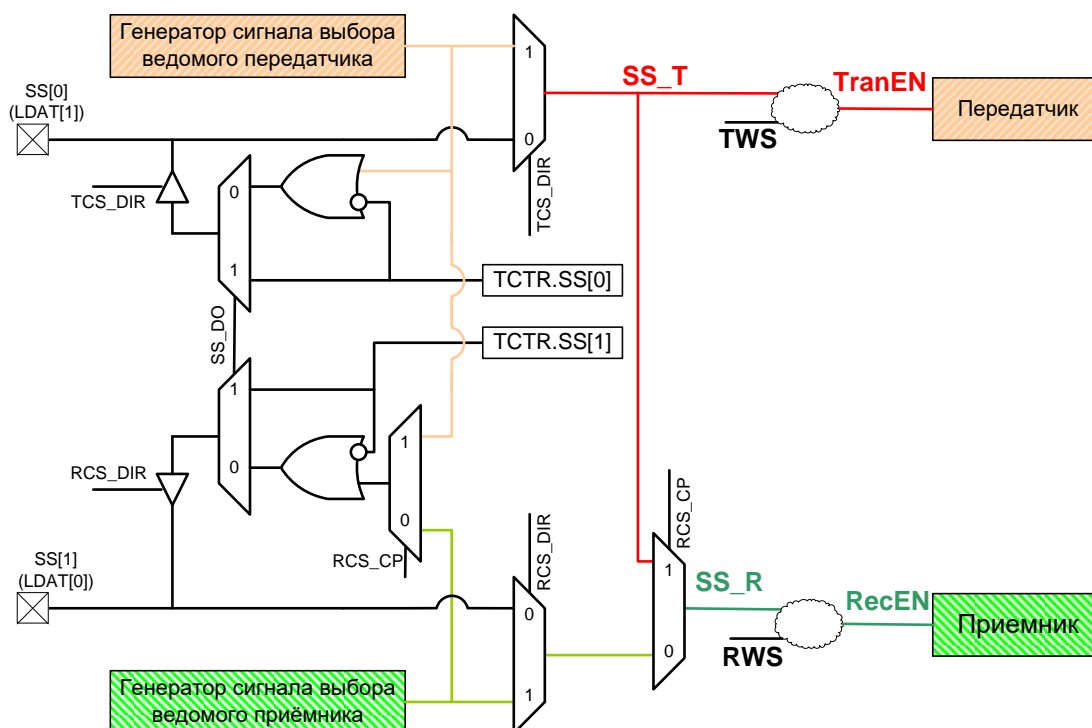 Генератор сигнала выбора
ведомого передатчика
1
SS_T
TranEN
Передатчик
SS[0]
(LDAT[1])
0
TWS
TCS_DIR
0
TCS_DIR
1
TCTR.SS[0]
SS_DO
TCTR.SS[1]
1
1
RCS_DIR
0
RCS_CP
0
RCS_CP
RCS_DIR
SS[1]
(LDAT[0])
1
SS_R
RecEN
Приемник
0
RWS
0
Генератор сигнала выбора
ведомого приёмника
1